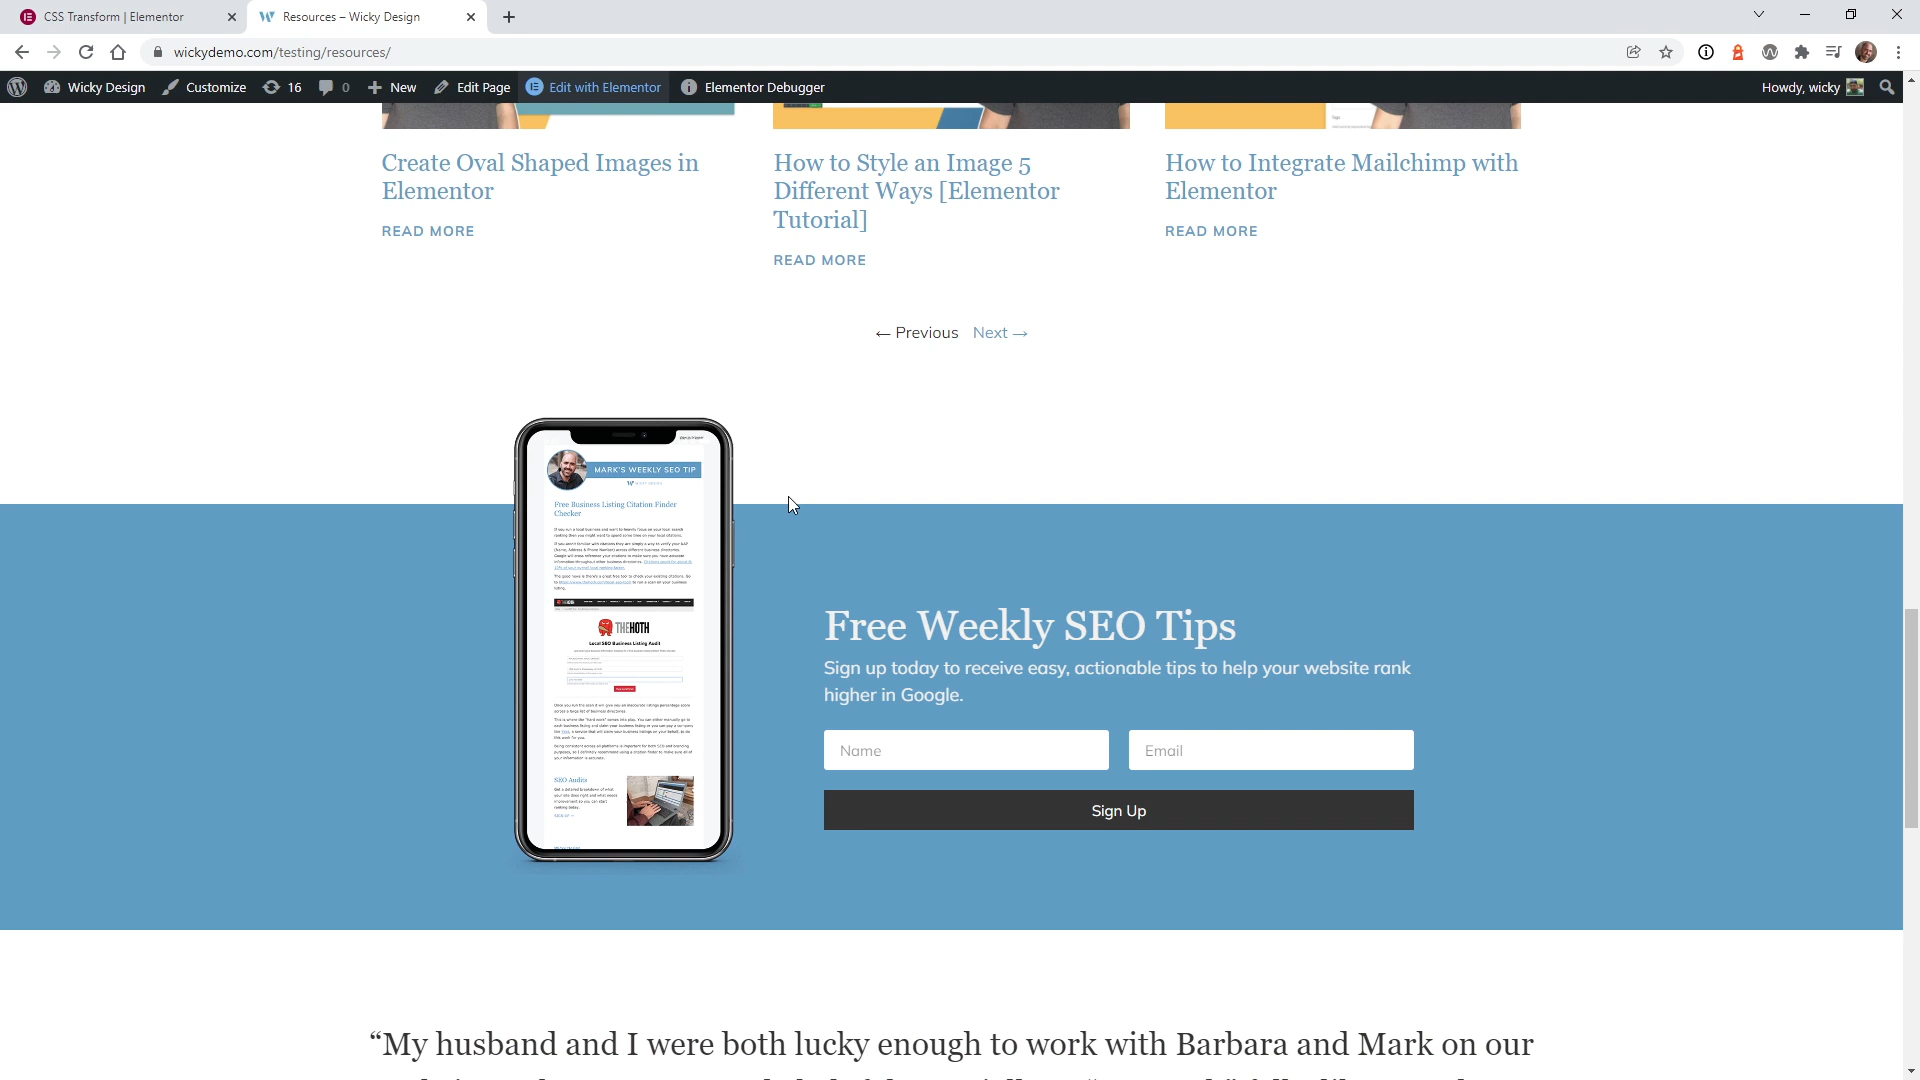 CSS Transform | Elementor
Resources – Wicky Design
wickydemo.com/testing/resources/
Wicky Design
Customize
16
0
New
Edit Page
Edit with Elementor
Elementor Debugger
Howdy, wicky
Create Oval Shaped Images in
Elementor
READ MORE
How to Style an Image 5
Different Ways [Elementor
Tutorial]
READ MORE
How to Integrate Mailchimp with
Elementor
READ MORE
← Previous Next →
MARK'S WEEKLY SEO TIP
Free Business Listing Citation Finder
Checker
THEHOTH
Local SEO Business Listing Audit
SEO Audits
Free Weekly SEO Tips
Sign up today to receive easy, actionable tips to help your website rank
higher in Google.
Name
Email
Sign Up
“My husband and I were both lucky enough to work with Barbara and Mark on our